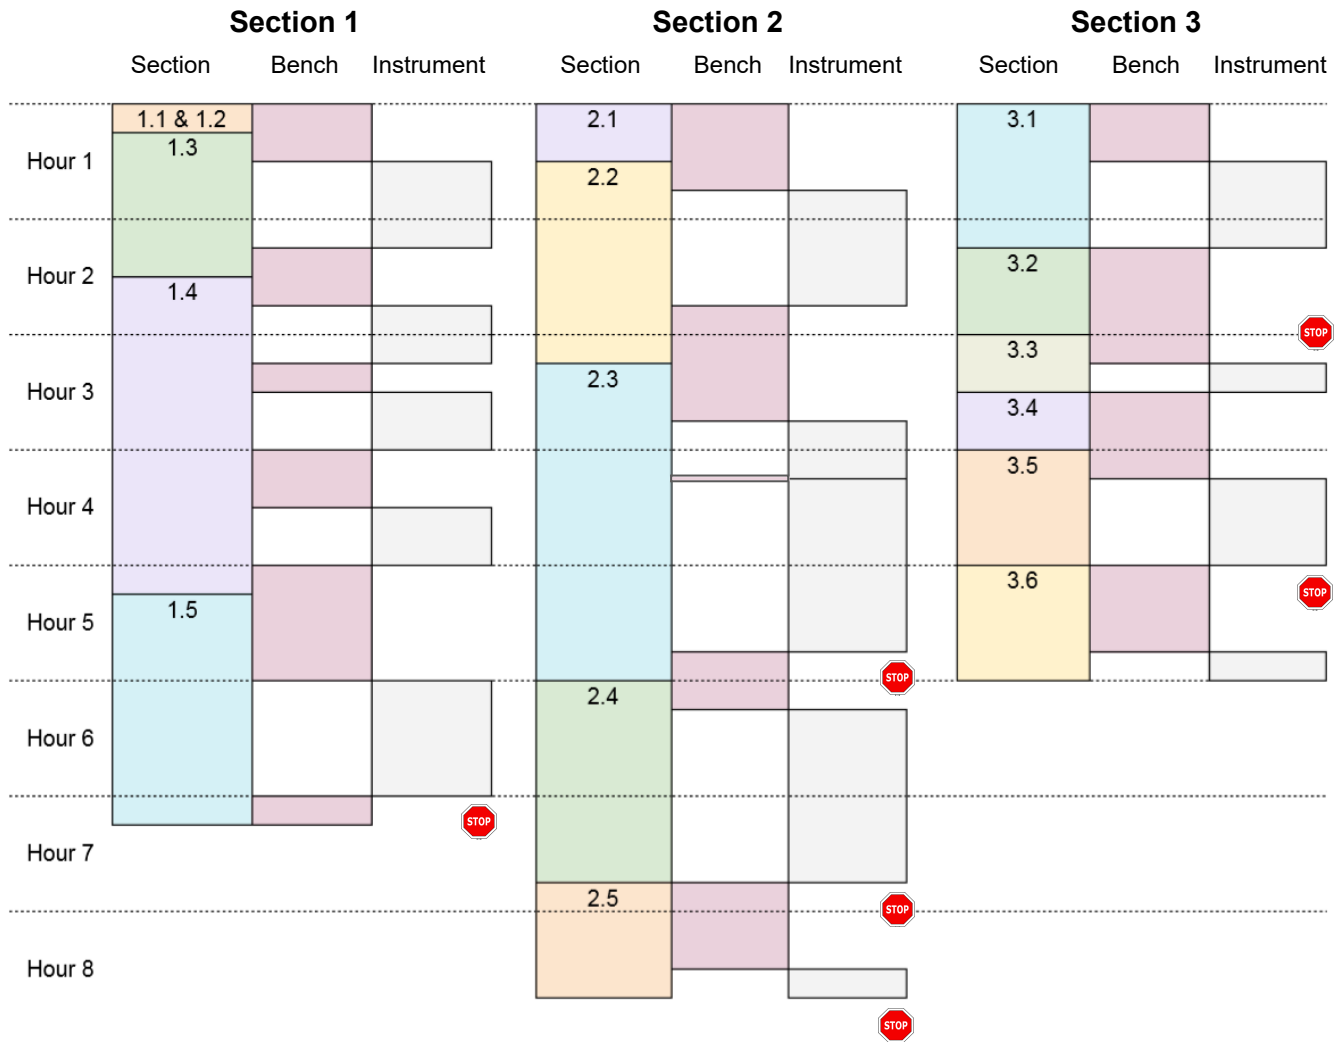 Section 1 Section 2 Section 3
Section Bench Instrument Section Bench Instrument Section Bench Instrument
1.1 & 1.2 2.1 3.1
1.3
Hour 1
2.2
3.2
Hour 2
1.4
STOP
3.3
2.3
Hour 3
3.4
3.5
Hour 4
3.6
STOP
1.5
Hour 5
STOP
2.4
Hour 6
STOP
Hour 7
2.5
STOP
Hour 8
STOP